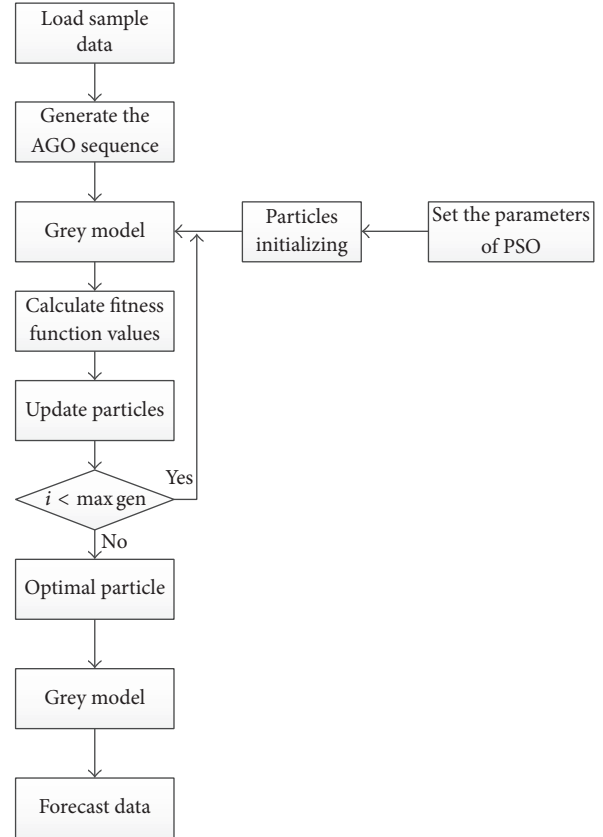 Load sample
data
Generate the
AGO sequence
Grey model
Particles
initializing
Set the parameters
of PSO
Calculate fitness
function values
Update particles
Yes
i < max gen
No
Optimal particle
Grey model
Forecast data